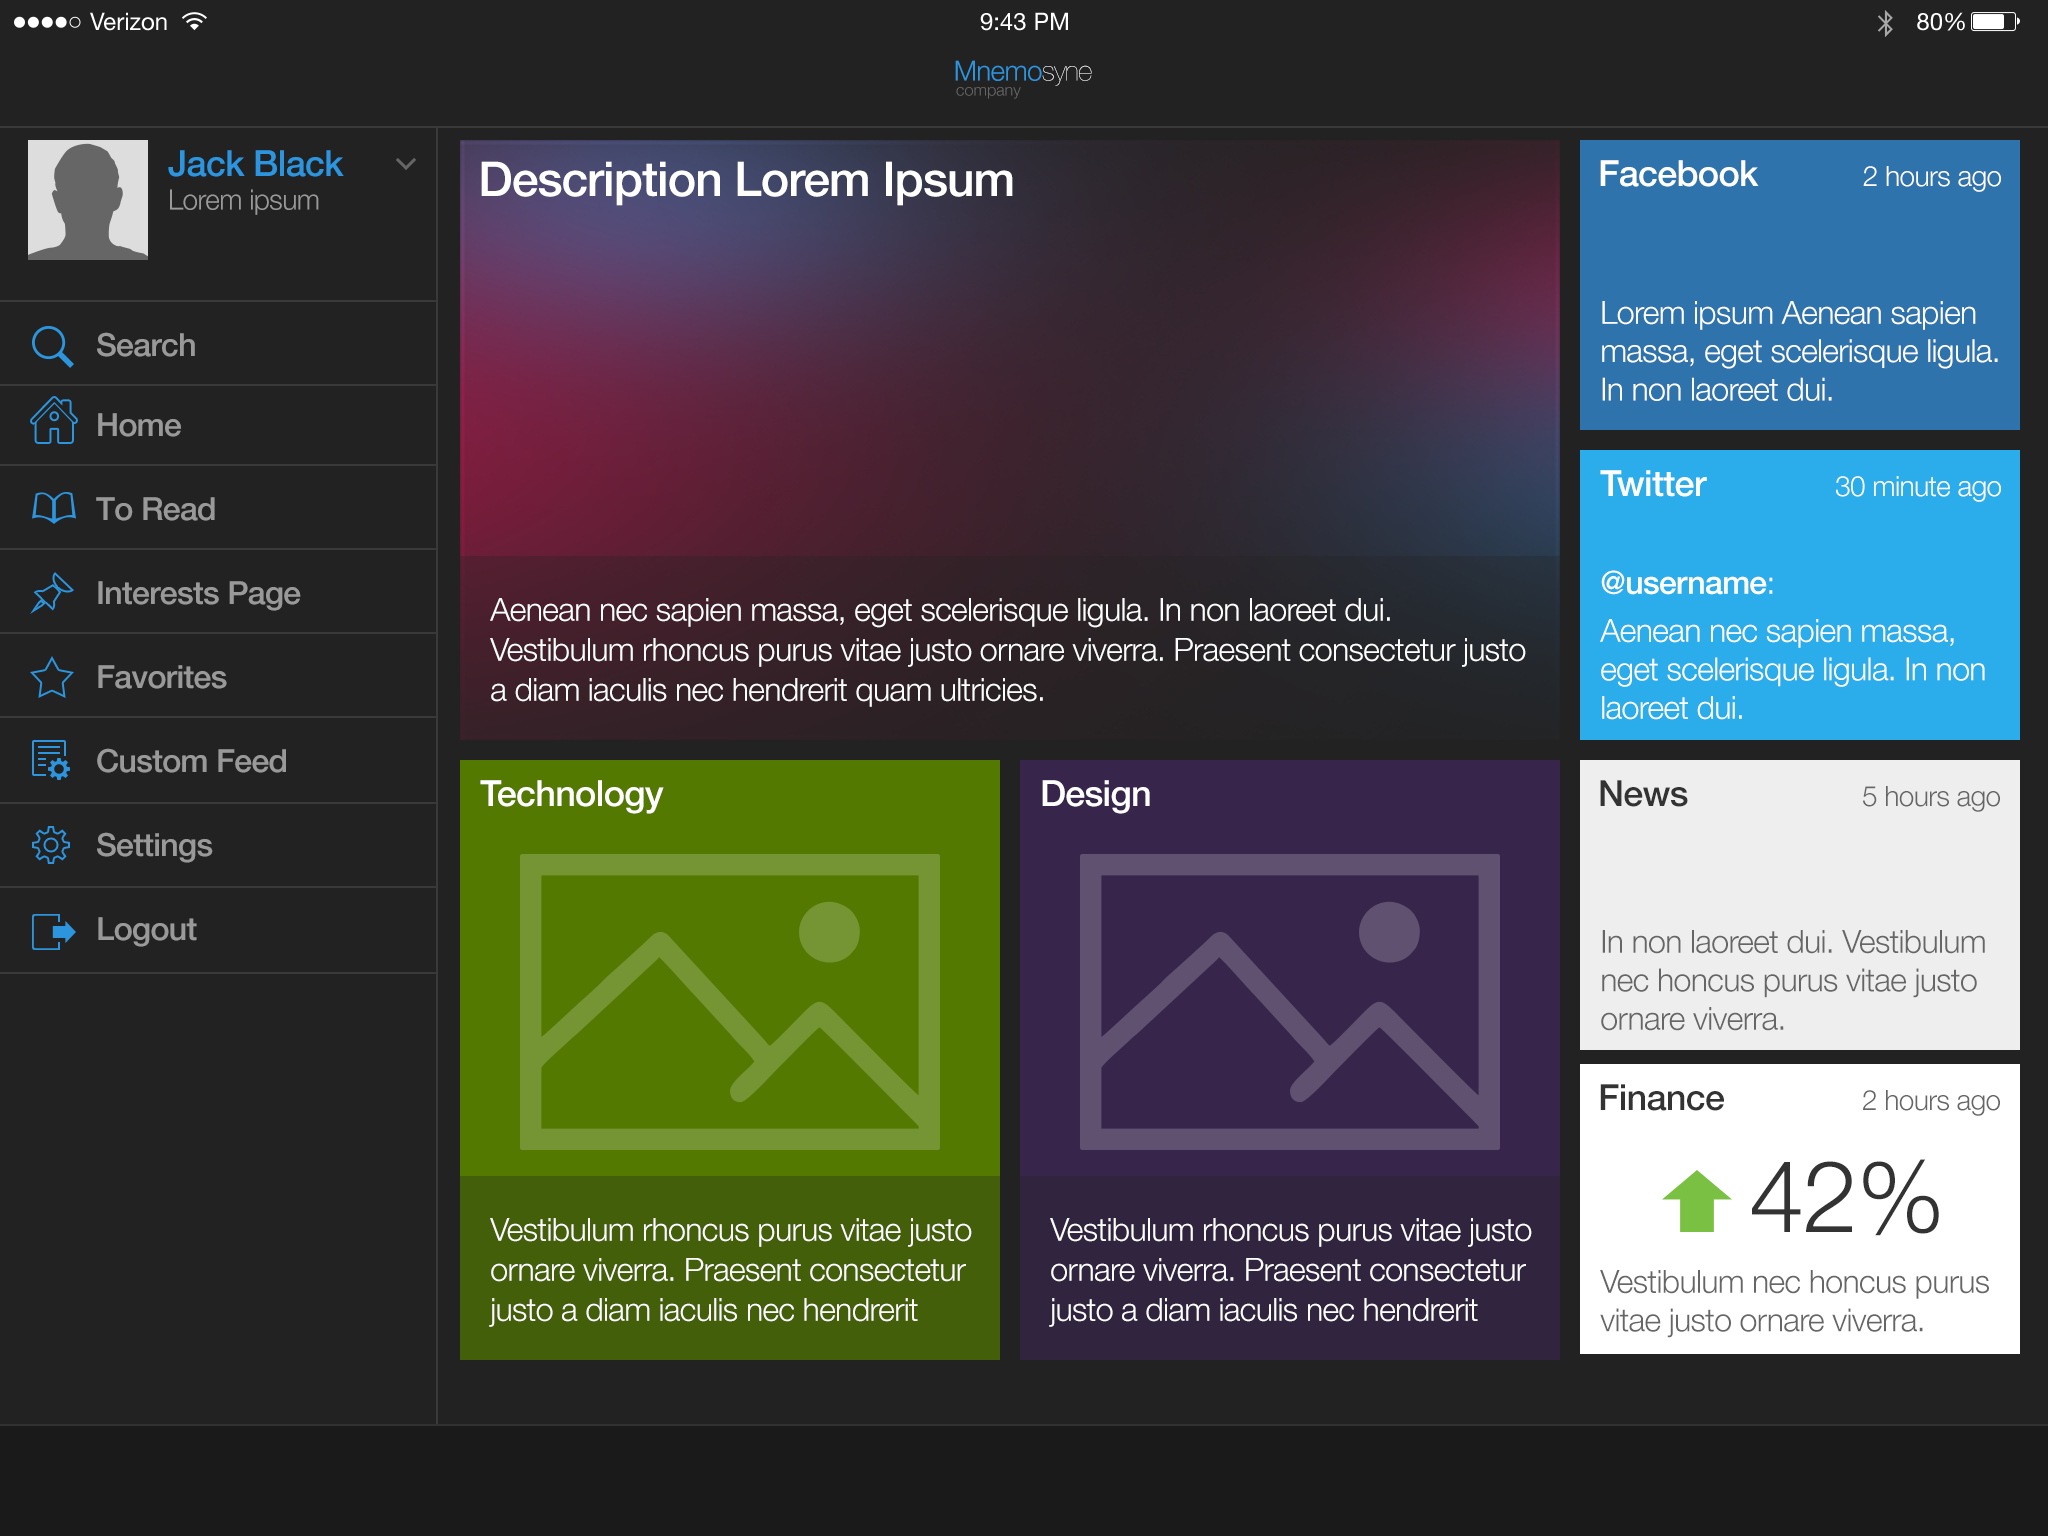 Verizon
9:43 PM
80%
Mnemosyne
company
Jack Black
Lorem ipsum
Search
Home
To Read
Interests Page
Favorites
Custom Feed
Settings
Logout
Description Lorem Ipsum
Aenean nec sapien massa, eget scelerisque ligula. In non laoreet dui.
Vestibulum rhoncus purus vitae justo ornare viverra. Praesent consectetur justo
a diam iaculis nec hendrerit quam ultricies.
Technology
Vestibulum rhoncus purus vitae justo
ornare viverra. Praesent consectetur
justo a diam iaculis nec hendrerit
Design
Vestibulum rhoncus purus vitae justo
ornare viverra. Praesent consectetur
justo a diam iaculis nec hendrerit
Facebook
2 hours ago
Lorem ipsum Aenean sapien
massa, eget scelerisque ligula.
In non laoreet dui.
Twitter
30 minute ago
@username:
Aenean nec sapien massa,
eget scelerisque ligula. In non
laoreet dui.
News
5 hours ago
In non laoreet dui. Vestibulum
nec honcus purus vitae justo
ornare viverra.
Finance
2 hours ago
42%
Vestibulum nec honcus purus
vitae justo ornare viverra.